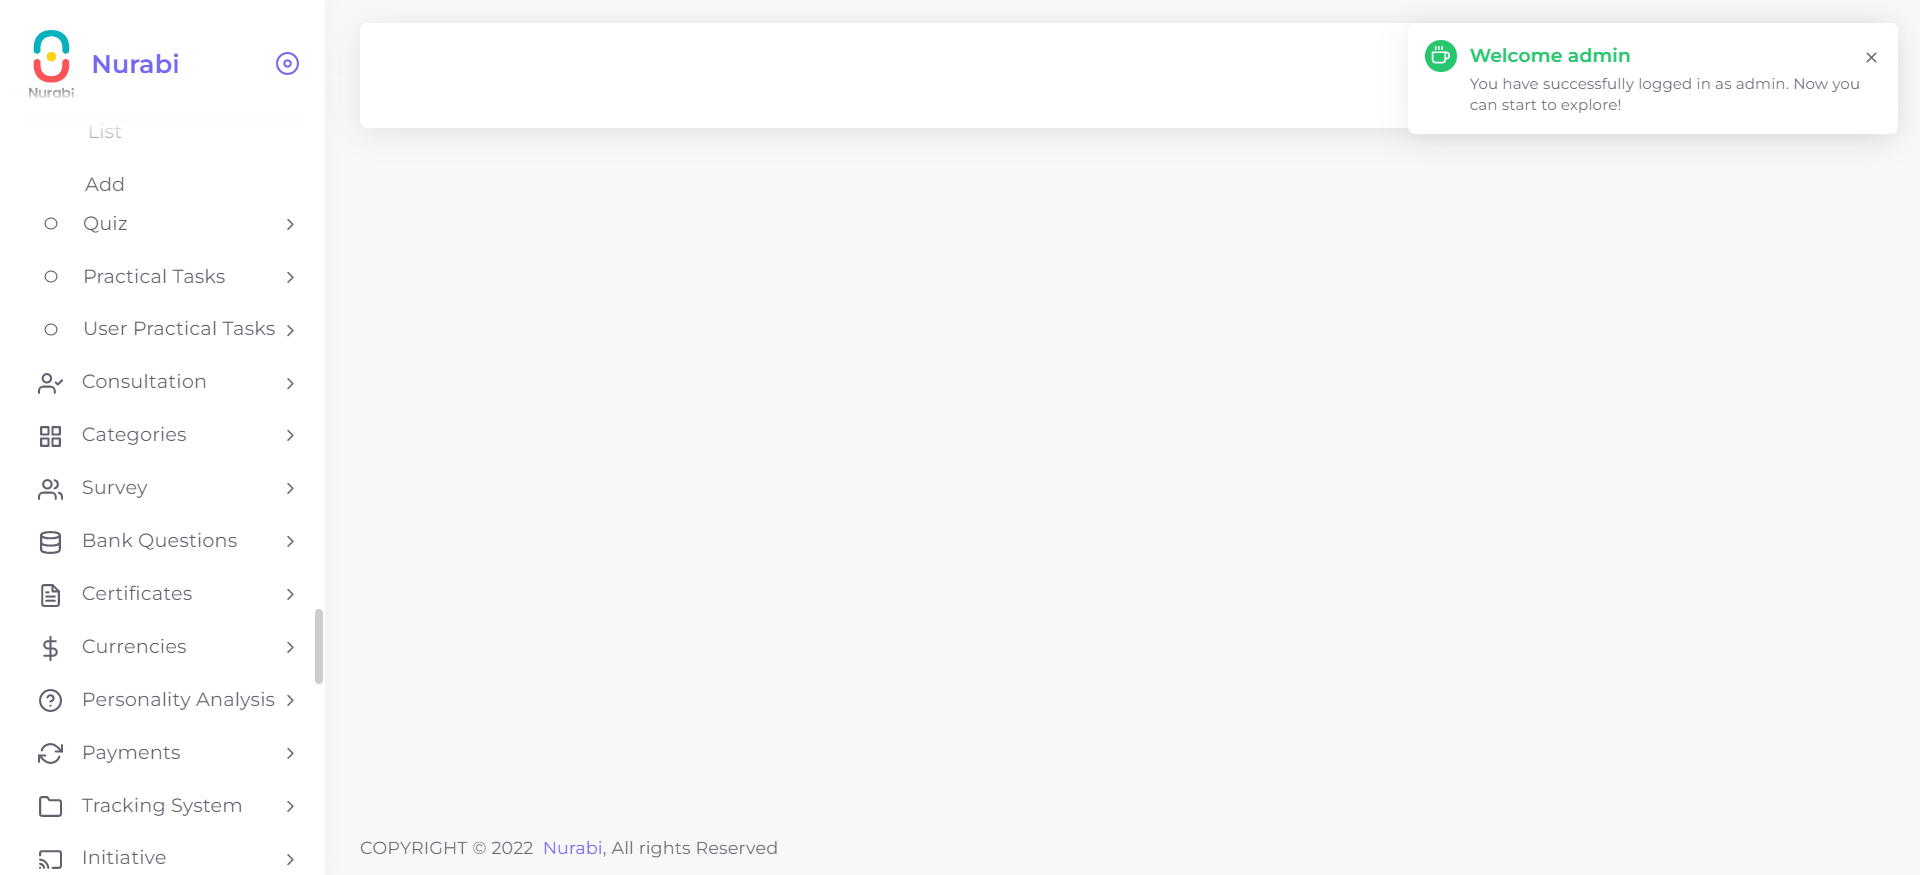 Nurabi
Nurabi
List
Add
Quiz
Practical Tasks
User Practical Tasks
Consultation
Categories
Survey
Bank Questions
Certificates
Currencies
Personality Analysis
Payments
Tracking System
Initiative
Welcome admin
You have successfully logged in as admin. Now you
can start to explore!
COPYRIGHT © 2022 Nurabi, All rights Reserved